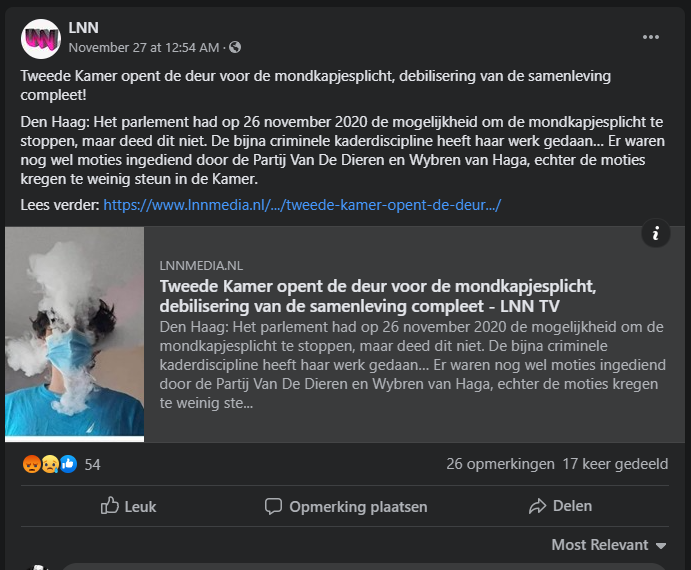 LNN
LNN
November 27 at 12:54 AM ·
Tweede Kamer opent de deur voor de mondkapjesplicht, debilisering van de samenleving
compleet!
Den Haag: Het parlement had op 26 november 2020 de mogelijkheid om de mondkapjesplicht te
stoppen, maar deed dit niet. De bijna criminele kaderdiscipline heeft haar werk gedaan... Er waren
nog wel moties ingediend door de Partij Van De Dieren en Wybren van Haga, echter de moties
kregen te weinig steun in de Kamer.
Lees verder: https://www.lnnmedia.nl/.../tweede-kamer-opent-de-deur.../
LNNMEDIA.NL
Tweede Kamer opent de deur voor de mondkapjesplicht,
debilisering van de samenleving compleet - LNN TV
Den Haag: Het parlement had op 26 november 2020 de mogelijkheid om de
mondkapjesplicht te stoppen, maar deed dit niet. De bijna criminele
kaderdiscipline heeft haar werk gedaan... Er waren nog wel moties ingediend
door de Partij Van De Dieren en Wybren van Haga, echter de moties kregen
te weinig ste...
54
26 opmerkingen 17 keer gedeeld
Leuk Opmerking plaatsen Delen
Most Relevant